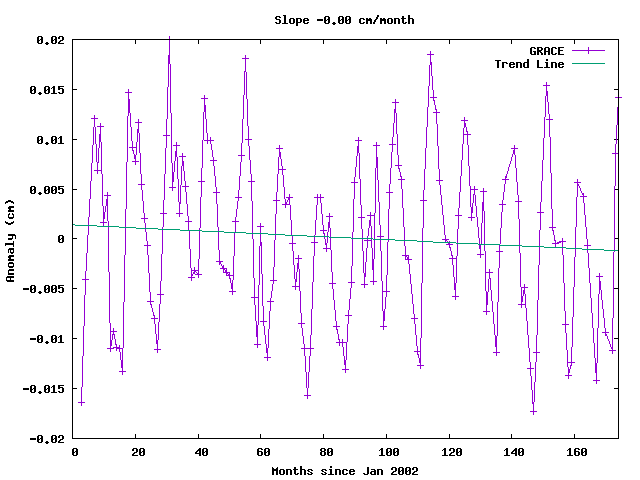 Slope -0.00 cm/month
GRACE
Trend Line
Anomaly (cm)
0.02
0.015
0.01
0.005
0
-0.005
-0.01
-0.015
-0.02
0 20 40 60 80 100 120 140 160
Months since Jan 2002